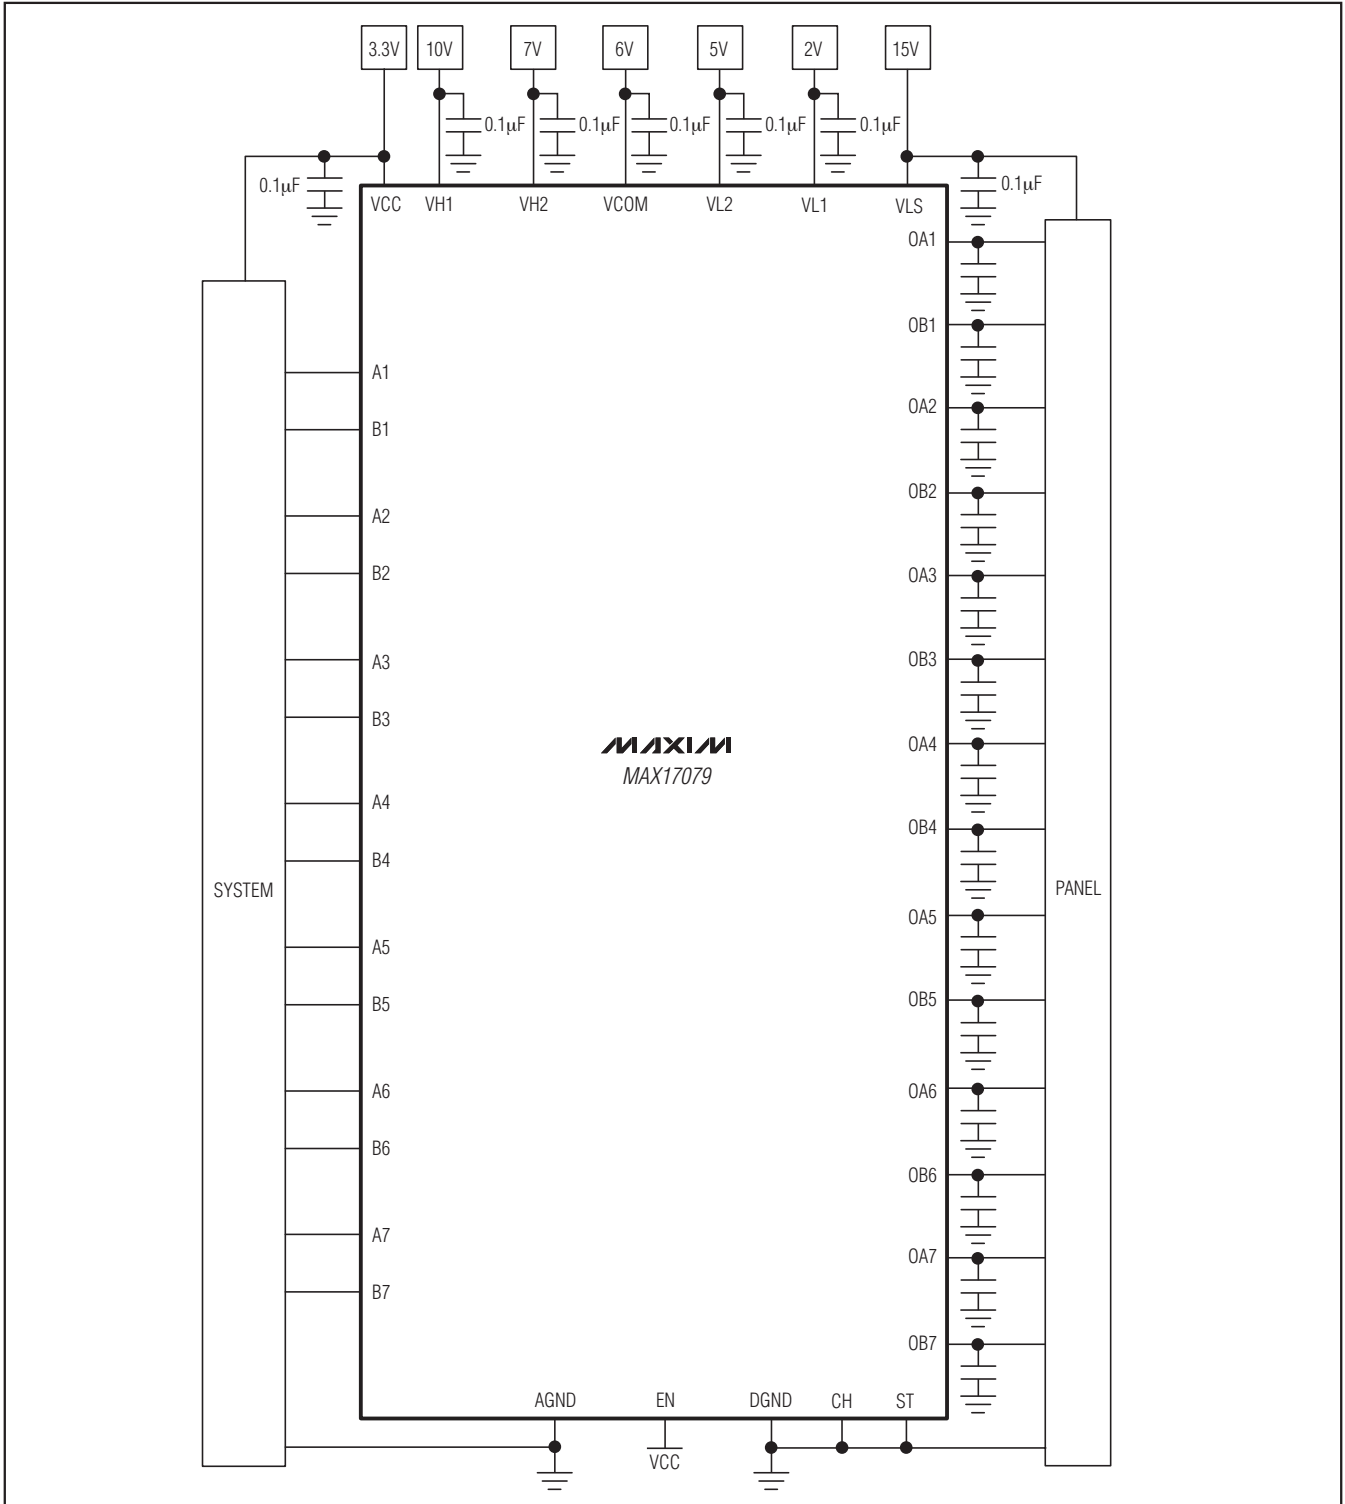 3.3V 10V 7V 6V 5V 2V 15V
0.1μF 0.1μF 0.1μF 0.1μF 0.1μF
0.1μF 0.1μF
VCC VH1 VH2 VCOM VL2 VL1 VLS
OA1
OB1
A1
OA2
B1
OB2
A2
B2 OA3
A3 OB3
B3
OA4
MAXIM
MAX17079
A4
OB4
B4
SYSTEM PANEL
OA5
A5
B5 OB5
A6 OA6
B6
OB6
A7
OA7
B7
OB7
AGND EN DGND CH ST
VCC